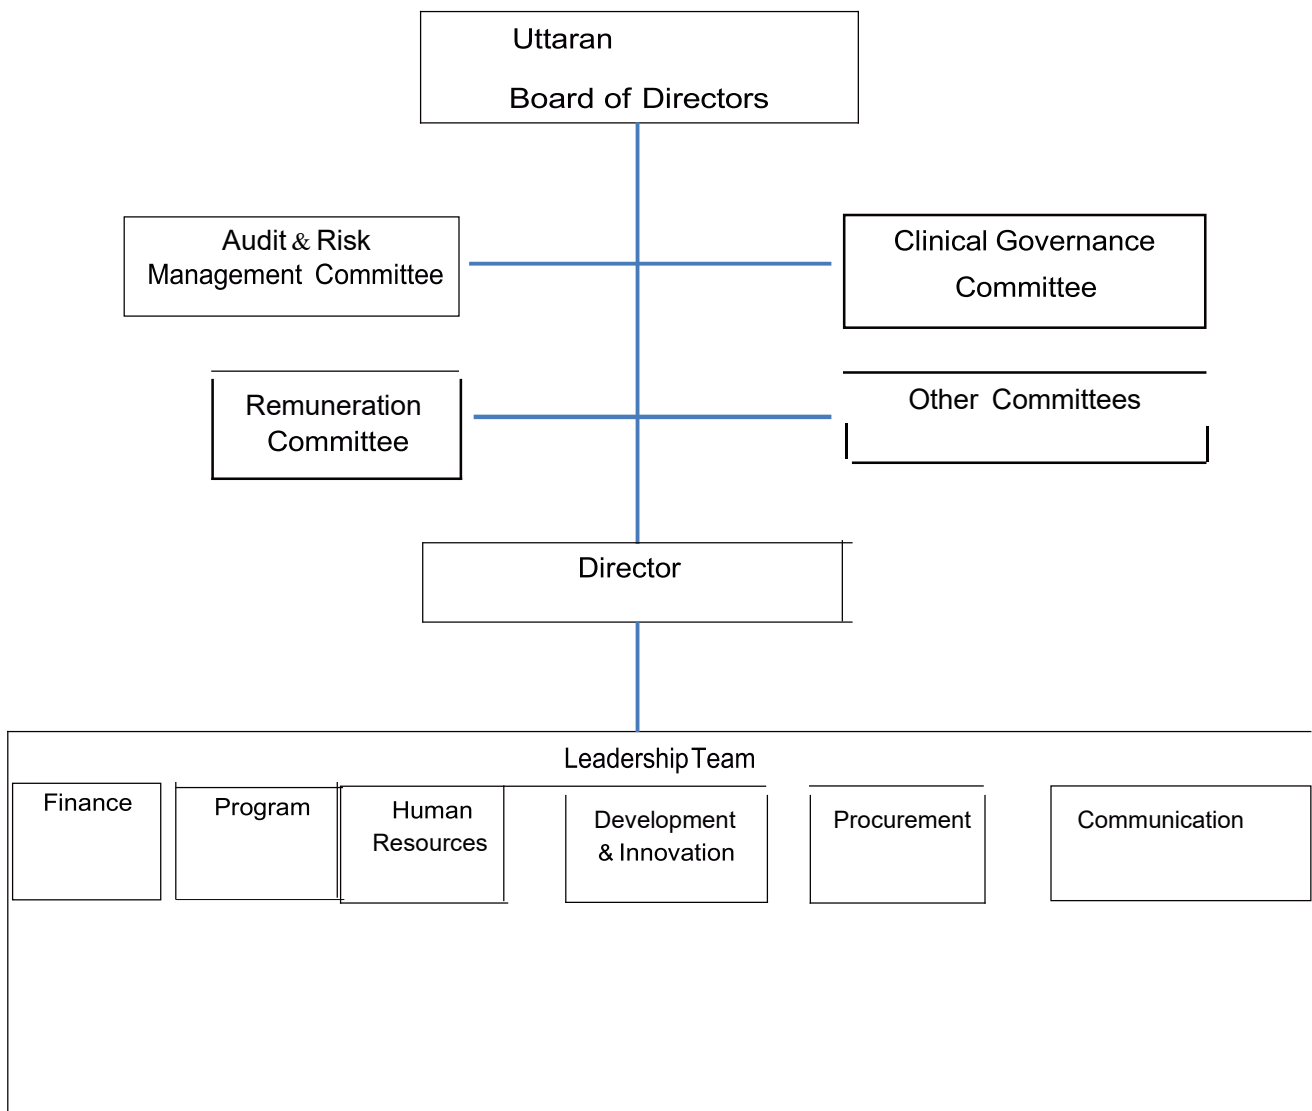 Uttaran
Board of Directors
Audit & Risk
Management Committee
Clinical Governance
Committee
Remuneration
Committee
Other Committees
Director
Leadership Team
Finance
Program
Human
Resources
Development
& Innovation
Procurement
Communication